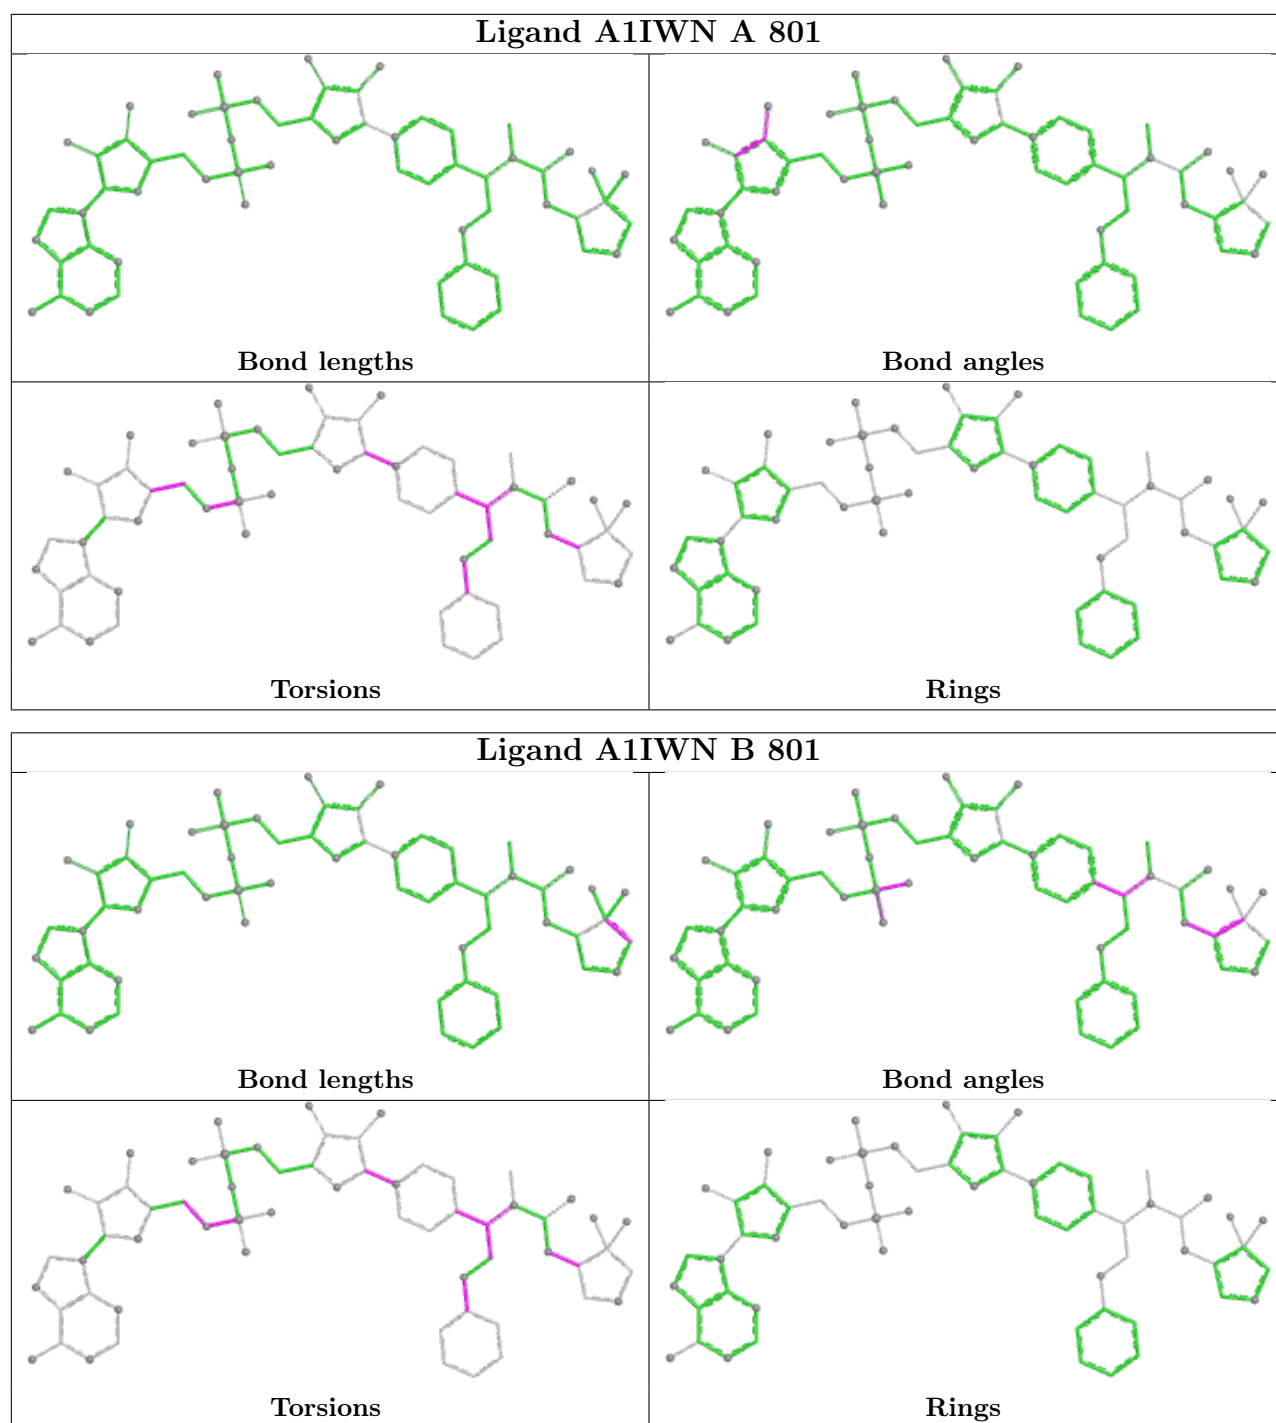 Ligand A1IWN A 801
Bond lengths
Bond angles
Torsions
Rings
Ligand A1IWN B 801
Bond lengths
Bond angles
Torsions
Rings